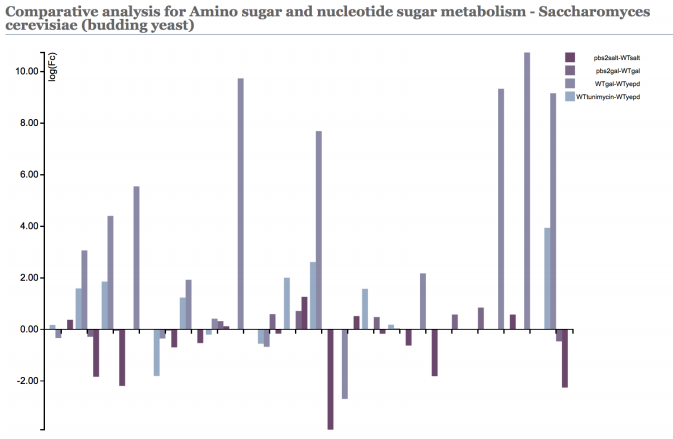 Comparative analysis for Amino sugar and nucleotide sugar metabolism - Saccharomyces
cerevisiae (budding yeast)
log(Fc)
10.00
8.00
6.00
4.00
2.00
0.00
-2.00
pbs2salt-WTsalt
pbs2gal-WTgal
WTgal-WTyepd
WTtunimycin-WTyepd